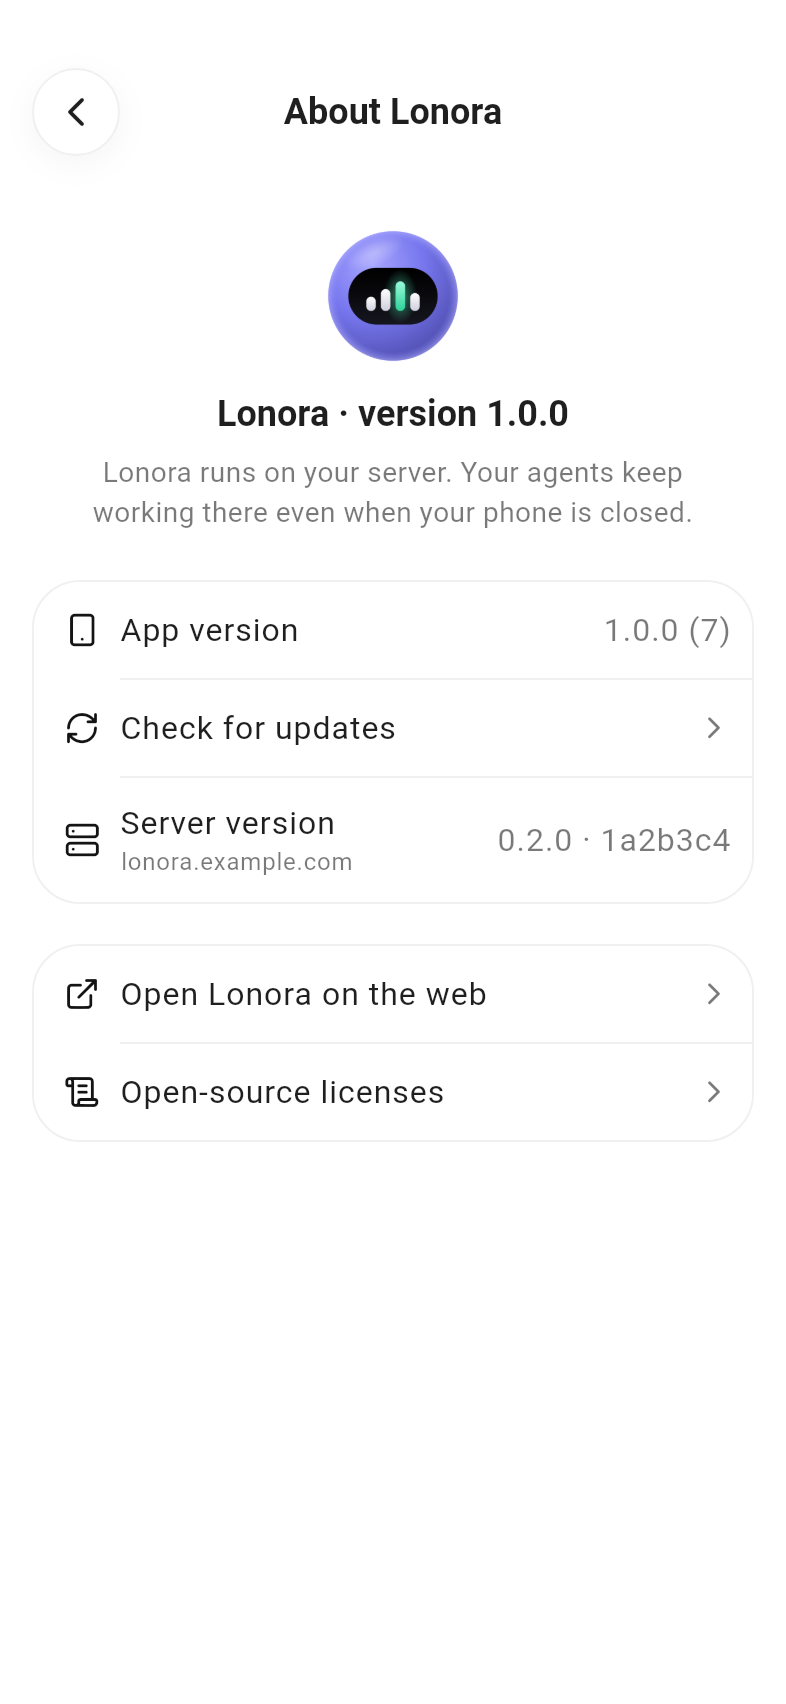 About Lonora
Lonora · version 1.0.0
Lonora runs on your server. Your agents keep
working there even when your phone is closed.
App version 1.0.0 (7)
Check for updates
Server version
lonora.example.com
0.2.0 · 1a2b3c4
Open Lonora on the web
Open-source licenses